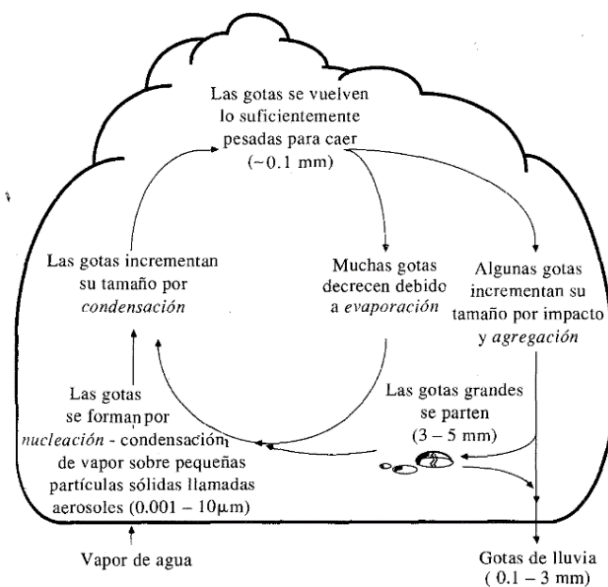 Las gotas se vuelven
lo suficientemente
pesadas para caer
(~0.1 mm)
Las gotas incrementan
su tamaño por
condensación
Muchas gotas
decrecen debido
a evaporación
Algunas gotas
incrementan su
tamaño por impacto
y agregación
Las gotas
se forman por
nucleación - condensación
de vapor sobre pequeñas
partículas sólidas llamadas
aerosoles (0.001 – 10µm)
Las gotas grandes
se parten
(3 – 5 mm)
Vapor de agua
Gotas de lluvia
( 0.1 – 3 mm)